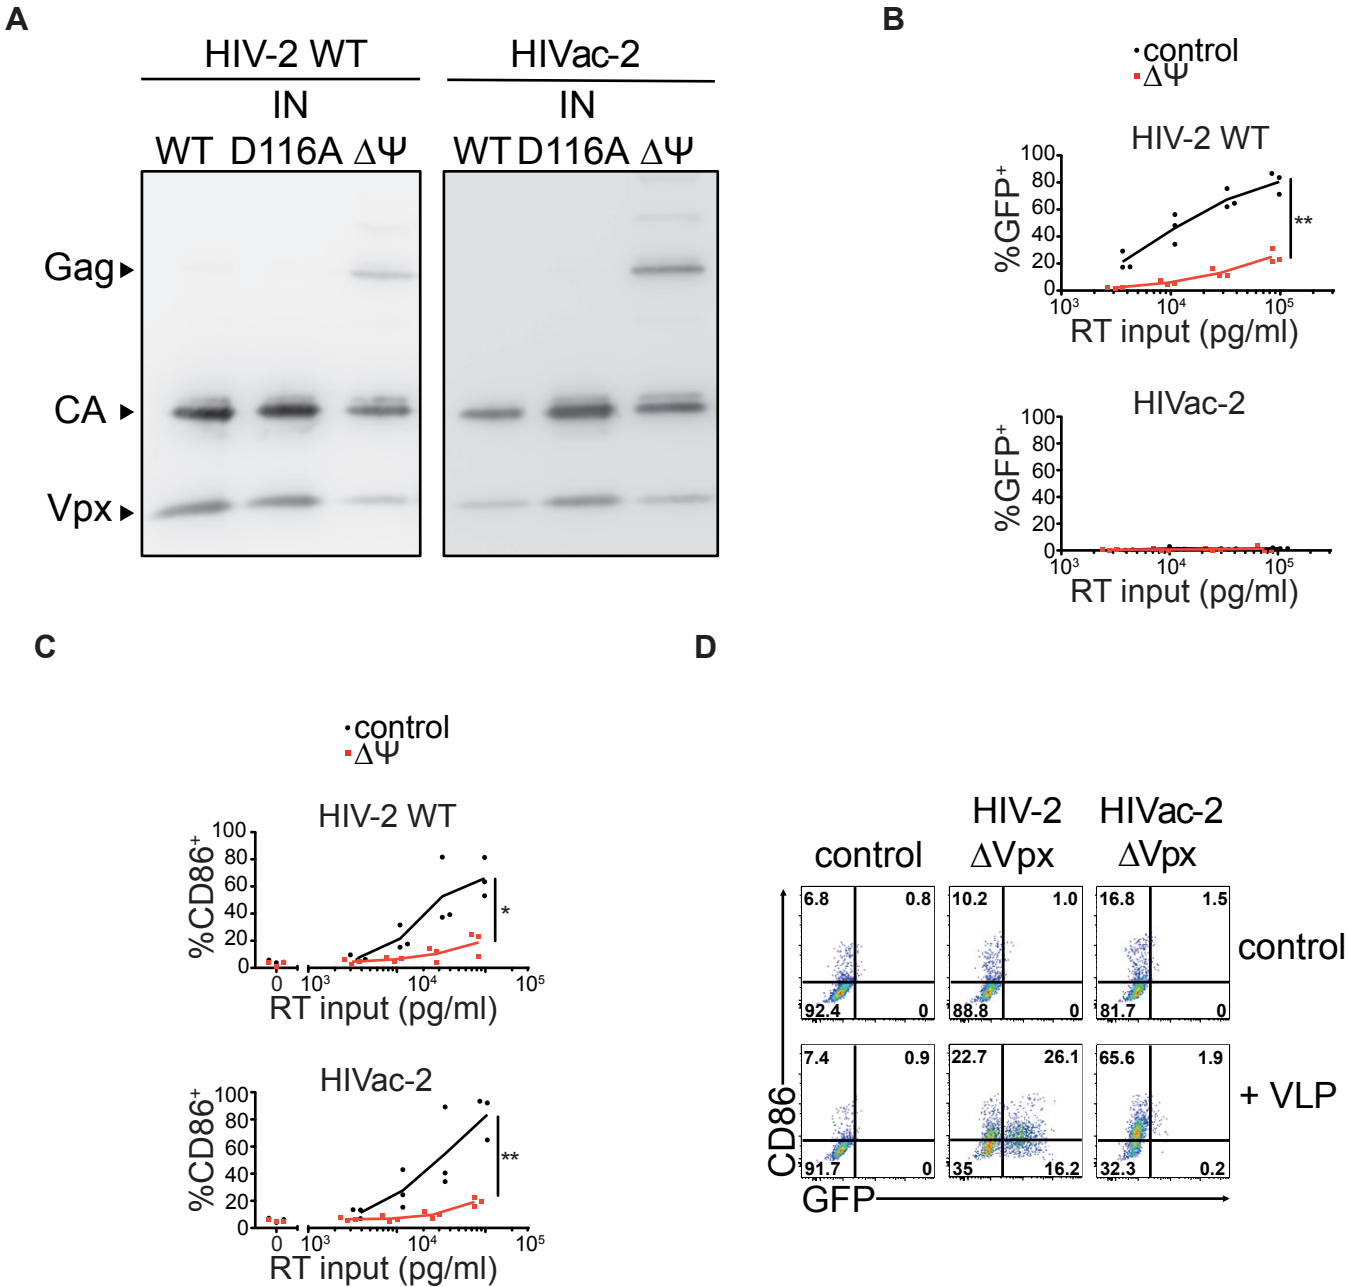 A
HIV-2 WT
HIVac-2
IN
IN
WT D116A ΔΨ
WT D116A ΔΨ
Gag
CA
Vpx
B
control
ΔΨ
HIV-2 WT
%GFP+
100
80
60
40
20
0
**
10³ 10⁴ 10⁵
RT input (pg/ml)
HIVac-2
%GFP+
100
80
60
40
20
0
10³ 10⁴ 10⁵
RT input (pg/ml)
C
control
ΔΨ
HIV-2 WT
%CD86+
100
80
60
40
20
0
*
0 10³ 10⁴ 10⁵
RT input (pg/ml)
HIVac-2
%CD86+
100
80
60
40
20
0
**
0 10³ 10⁴ 10⁵
RT input (pg/ml)
D
HIV-2 HIVac-2
control ΔVpx ΔVpx
6.8 0.8 10.2 1.0 16.8 1.5
control
92.4 0 88.8 0 81.7 0
7.4 0.9 22.7 26.1 65.6 1.9
+ VLP
91.7 0 35 16.2 32.3 0.2
CD86
GFP